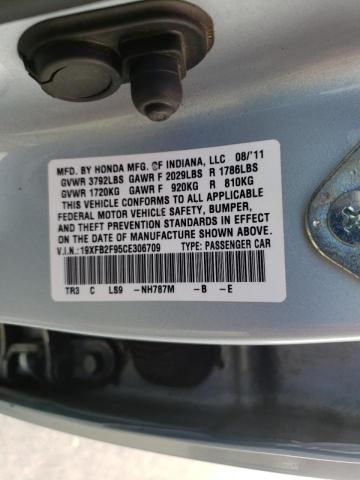 MFD. BY HONDA MFG. OF INDIANA, LLC 08/'11
GVWR 3792LBS GAWR F 2029LBS R 1786LBS
GVWR 1720KG GAWR F 920KG R 810KG
THIS VEHICLE CONFORMS TO ALL APPLICABLE
FEDERAL MOTOR VEHICLE SAFETY, BUMPER,
AND THEFT PREVENTION STANDARDS IN EFFECT
ON THE DATE OF MANUFACTURE SHOWN ABOVE.
V.I.N.:19XFB2F95CE306709 TYPE: PASSENGER CAR
TR3 C LS9 -NH787M -B -E